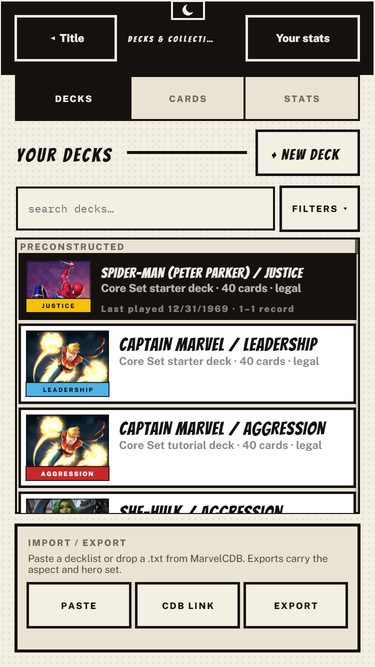 ◂ Title
DECKS & COLLECTI…
Your stats
DECKS
CARDS
STATS
YOUR DECKS
+ NEW DECK
search decks…
FILTERS ▾
PRECONSTRUCTED
SPIDER-MAN (PETER PARKER) / JUSTICE
Core Set starter deck · 40 cards · legal
Last played 12/31/1969 · 1–1 record
JUSTICE
CAPTAIN MARVEL / LEADERSHIP
Core Set starter deck · 40 cards · legal
LEADERSHIP
CAPTAIN MARVEL / AGGRESSION
Core Set tutorial deck · 40 cards · legal
AGGRESSION
SHE-HULK / AGGRESSION
IMPORT / EXPORT
Paste a decklist or drop a .txt from MarvelCDB. Exports carry the
aspect and hero set.
PASTE
CDB LINK
EXPORT